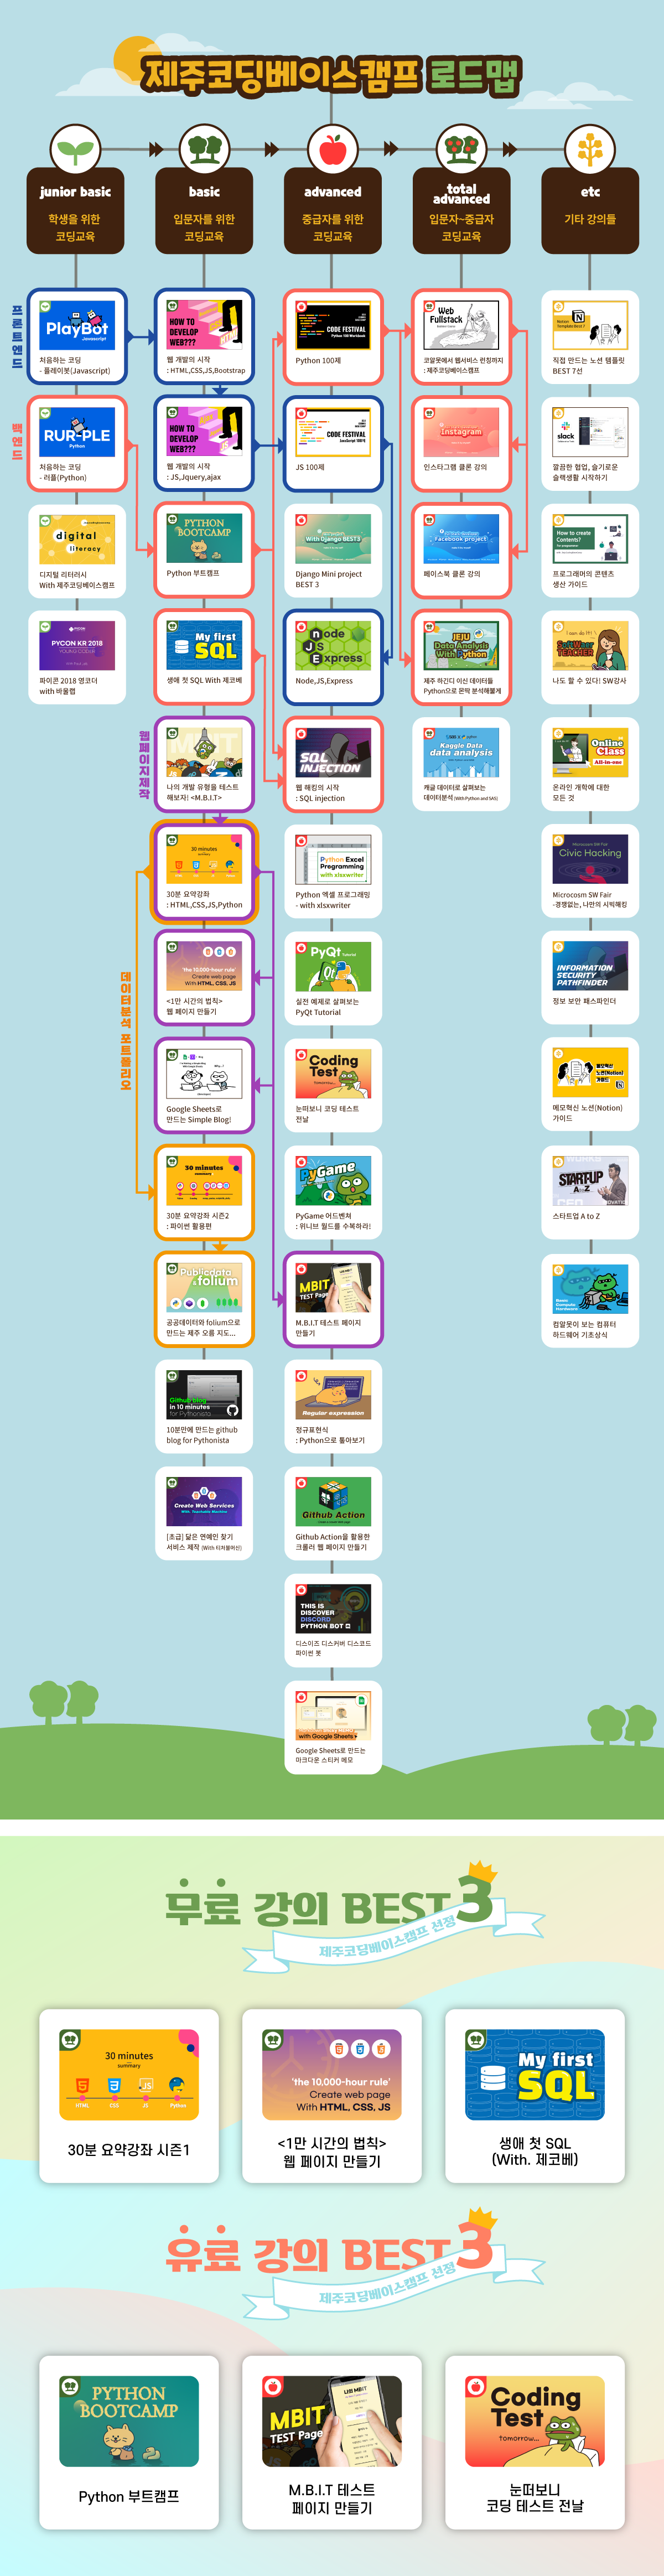 제주코딩베이스캠프 로드맵
junior basic
학생을 위한
코딩교육
basic
입문자를 위한
코딩교육
advanced
중급자를 위한
코딩교육
total
advanced
입문자~중급자
코딩교육
etc
기타 강의들
프론트엔드
백엔드
웹페이지제작
데이터분석 포트폴리오
PlayBot
Javascript
처음하는 코딩
- 플레이봇(Javascript)
RUR-PLE
Python
처음하는 코딩
- 러플(Python)
digital
literacy
디지털 리터러시
With 제주코딩베이스캠프
PYCON KR 2018
YOUNG CODER
파이콘 2018 영코더
with 바울랩
HOW TO
DEVELOP
WEB???
웹 개발의 시작
: HTML,CSS,JS,Bootstrap
HOW TO
DEVELOP
WEB???
웹 개발의 시작
: JS,Jquery,ajax
PYTHON
BOOTCAMP
Python 부트캠프
My first
SQL
생애 첫 SQL With 제코베
MBIT
나의 개발 유형을 테스트
해보자! <M.B.I.T>
30 minutes
summary
30분 요약강좌
: HTML,CSS,JS,Python
'the 10,000-hour rule'
Create web page
With HTML, CSS, JS
<1만 시간의 법칙>
웹 페이지 만들기
Google Sheets로
만드는 Simple Blog!
30 minutes
summary
30분 요약강좌 시즌2
: 파이썬 활용편
Publicdata
&folium
공공데이터와 folium으로
만드는 제주 오름 지도...
Github blog
in 10 minutes
for Pythonista
10분만에 만드는 github
blog for Pythonista
Create Web Services
With. Teachable Machine
[초급] 닮은 연예인 찾기
서비스 제작 (With 티처블머신)
CODE FESTIVAL
Python 100 Workbook
Python 100제
CODE FESTIVAL
JavaScript 100제
JS 100제
With Django BEST3
Django Mini project
BEST 3
node
JS
Express
Node,JS,Express
SQL
INJECTION
웹 해킹의 시작
: SQL injection
Python Excel
Programming
with xlsxwriter
Python 엑셀 프로그래밍
- with xlsxwriter
PyQt Tutorial
Qt
실전 예제로 살펴보는
PyQt Tutorial
Coding
Test
Tomorrow...
눈떠보니 코딩 테스트
전날
PyGame
PyGame 어드벤쳐
: 위니브 월드를 수복하라!
MBIT
TEST Page
M.B.I.T 테스트 페이지
만들기
Regular expression
정규표현식
: Python으로 톺아보기
Github Action
Github Action을 활용한
크롤러 웹 페이지 만들기
THIS IS
DISCOVER
DISCORD
PYTHON BOT
디스이즈 디스커버 디스코드
파이썬 봇
with Google Sheets
Google Sheets로 만드는
마크다운 스티커 메모
Web
Fullstack
코알못에서 웹서비스 런칭까지
: 제주코딩베이스캠프
Instagram
인스타그램 클론 강의
Facebook project
페이스북 클론 강의
JEJU
Data Analysis
With Python
제주 하간디 이신 데이터들
Python으로 몬딱 분석해불게
Kaggle Data
data analysis
캐글 데이터로 살펴보는
데이터분석 (With Python and SAS)
Notion
Template Best 7
직접 만드는 노션 템플릿
BEST 7선
slack
깔끔한 협업, 슬기로운
슬랙생활 시작하기
How to create
Contents?
프로그래머의 콘텐츠
생산 가이드
I can do it!!
SoftWaer
TEACHER
나도 할 수 있다! SW강사
Online
Class
All-in-one
온라인 개학에 대한
모든 것
Microcosm SW Fair
Civic Hacking
Microcosm SW Fair
-경쟁없는, 나만의 시빅해킹
INFORMATION
SECURITY
PATHFINDER
정보 보안 패스파인더
메모혁신
노션(Notion)
가이드
메모혁신 노션(Notion)
가이드
STARTUP
A-Z
스타트업 A to Z
Basic
Computer
Hardware
컴알못이 보는 컴퓨터
하드웨어 기초상식
무료 강의 BEST 3
제주코딩베이스캠프 선정
30 minutes
summary
HTML
CSS
JS
Python
30분 요약강좌 시즌1
'the 10,000-hour rule'
Create web page
With HTML, CSS, JS
<1만 시간의 법칙>
웹 페이지 만들기
My first
SQL
생애 첫 SQL
(With. 제코베)
유료 강의 BEST 3
제주코딩베이스캠프 선정
PYTHON
BOOTCAMP
Python 부트캠프
MBIT
TEST Page
나의 MBIT
M.B.I.T 테스트
페이지 만들기
Coding
Test
Tomorrow...
눈떠보니
코딩 테스트 전날